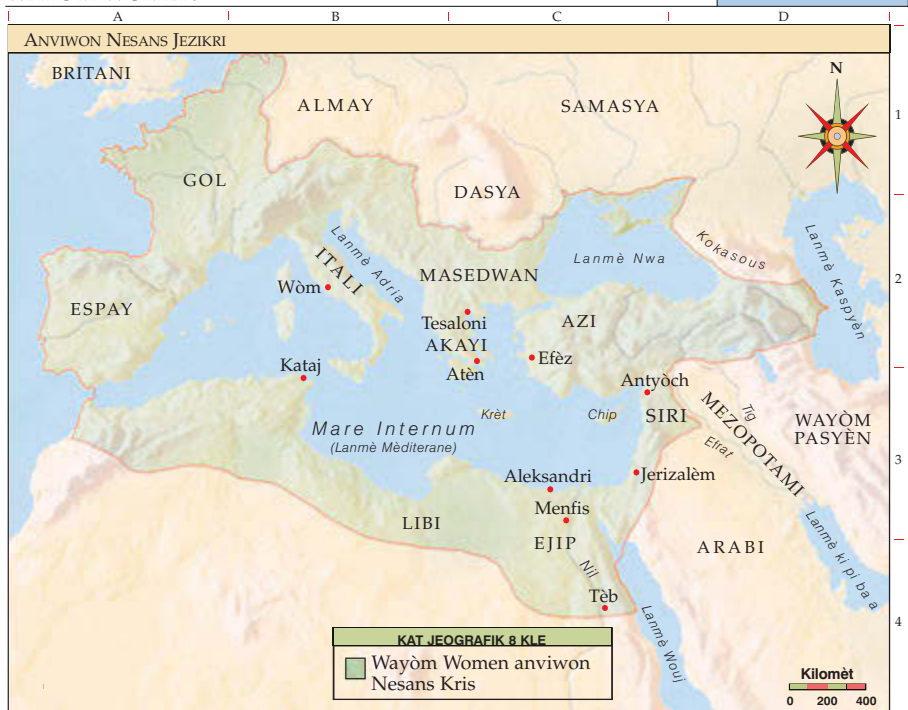 A B C D
ANVIWON NESANS JEZIKRI
BRITANI
N
ALMAY
SAMASYA
1
GOL
DASYA
Kokasous
Lanmè Kaspyèn
Lanmè Adria
Lanmè Nwa
ITALI
MASEDWAN
2
Wòm
ESPAY
AZI
Tesaloni
AKAYI
Efèz
Kataj
Atèn
Antyòch
Tig
Krèt
Chip
SIRI
MEZOPOTAMI
WAYÒM
PASYÈN
Mare Internum
(Lanmè Mèditerane)
Efrat
3
Aleksandri
Jerizalèm
Menfis
LIBI
EJIP
ARABI
Lanmè ki pi ba a
Nil
Tèb
Lanmè Wouj
4
KAT JEOGRAFIK 8 KLE
Wayòm Women anviwon
Nesans Kris
Kilomèt
0 200 400